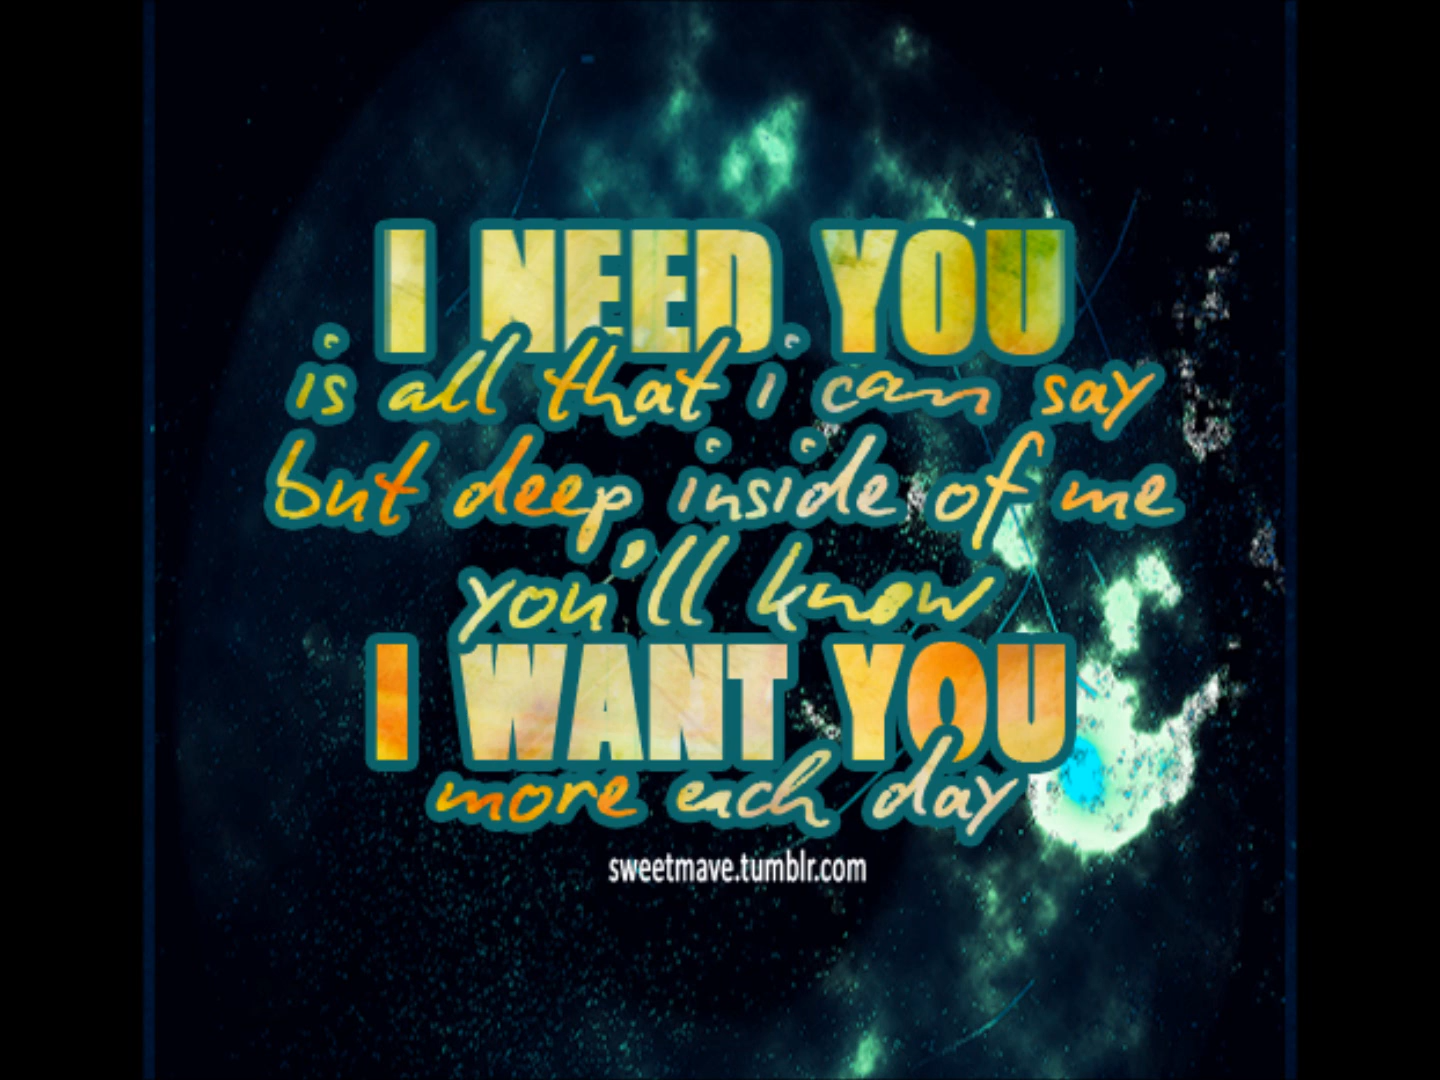 I NEED YOU
is all that i can say
but deep inside of me
you'll know
I WANT YOU
more each day
sweetmave.tumblr.com